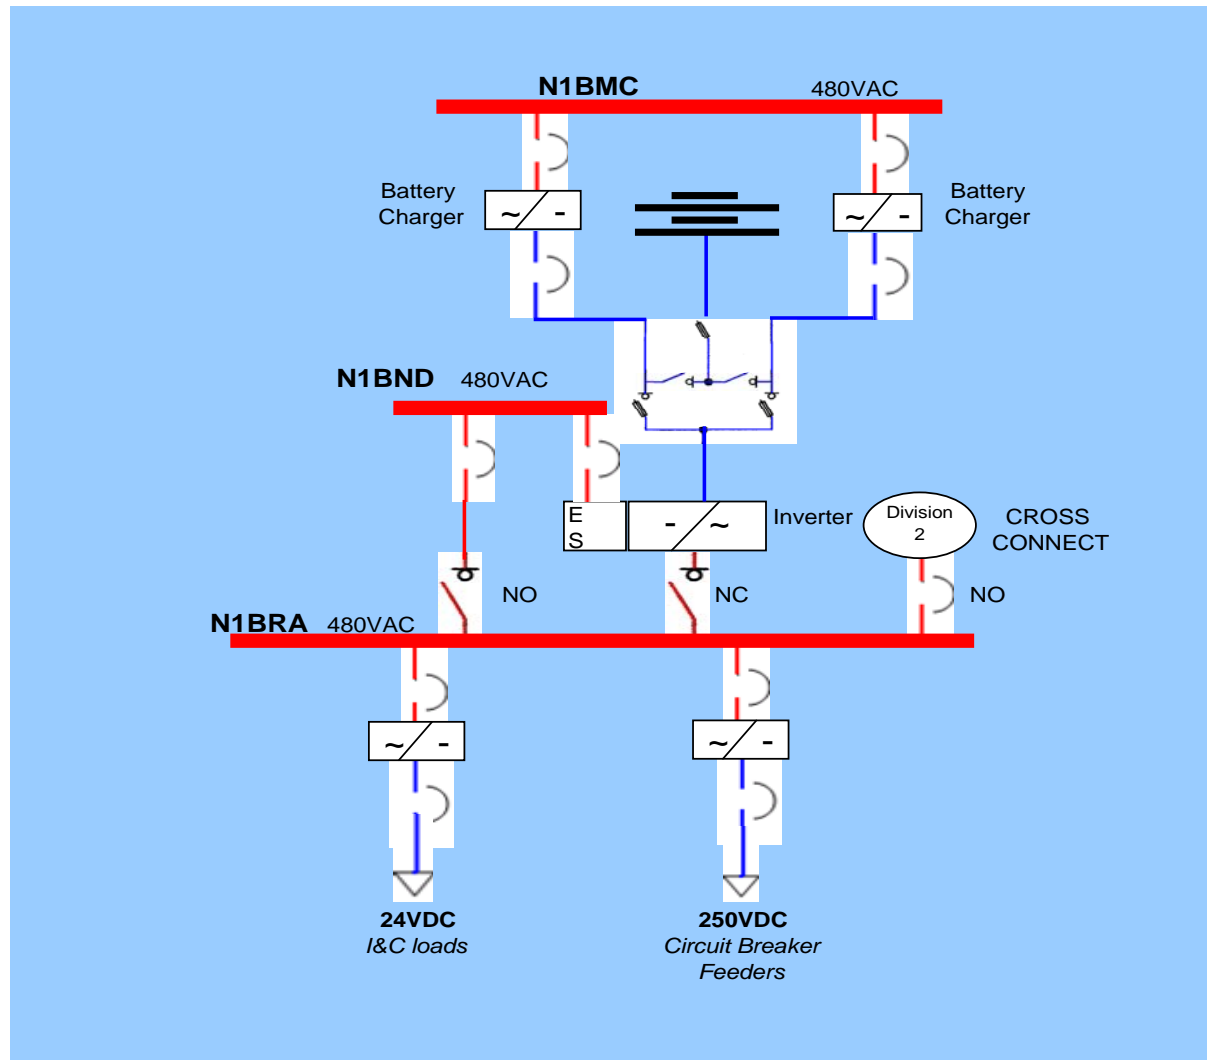 N1BMC 480VAC
Battery
Charger
Battery
Charger
~ -
~ -
N1BND 480VAC
E
S
- ~
Inverter
Division
2
CROSS
CONNECT
NO
NC
NO
N1BRA 480VAC
~ -
~ -
24VDC
I&C loads
250VDC
Circuit Breaker
Feeders